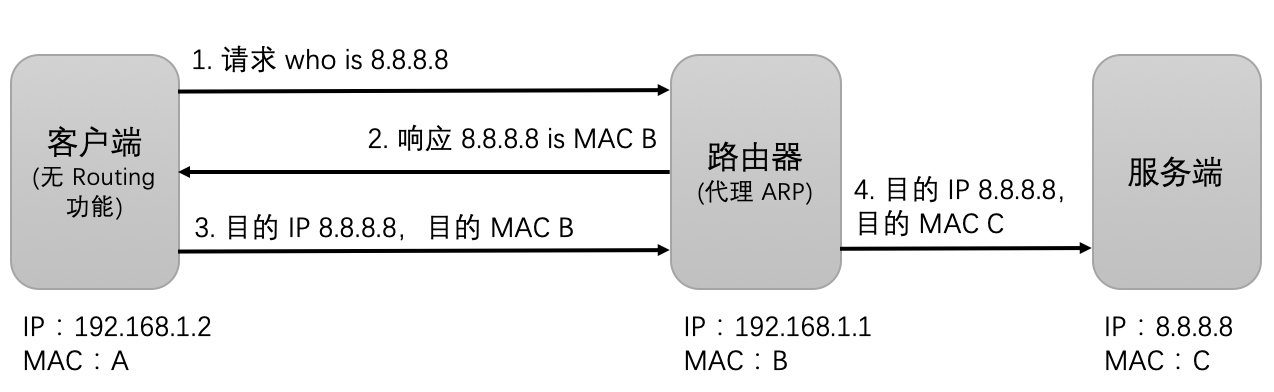 1. 请求 who is 8.8.8.8
2. 响应 8.8.8.8 is MAC B
3. 目的 IP 8.8.8.8， 目的 MAC B
4. 目的 IP 8.8.8.8，
目的 MAC C
客户端
(无 Routing
功能)
路由器
(代理 ARP)
服务端
IP：192.168.1.2
MAC：A
IP：192.168.1.1
MAC：B
IP：8.8.8.8
MAC：C